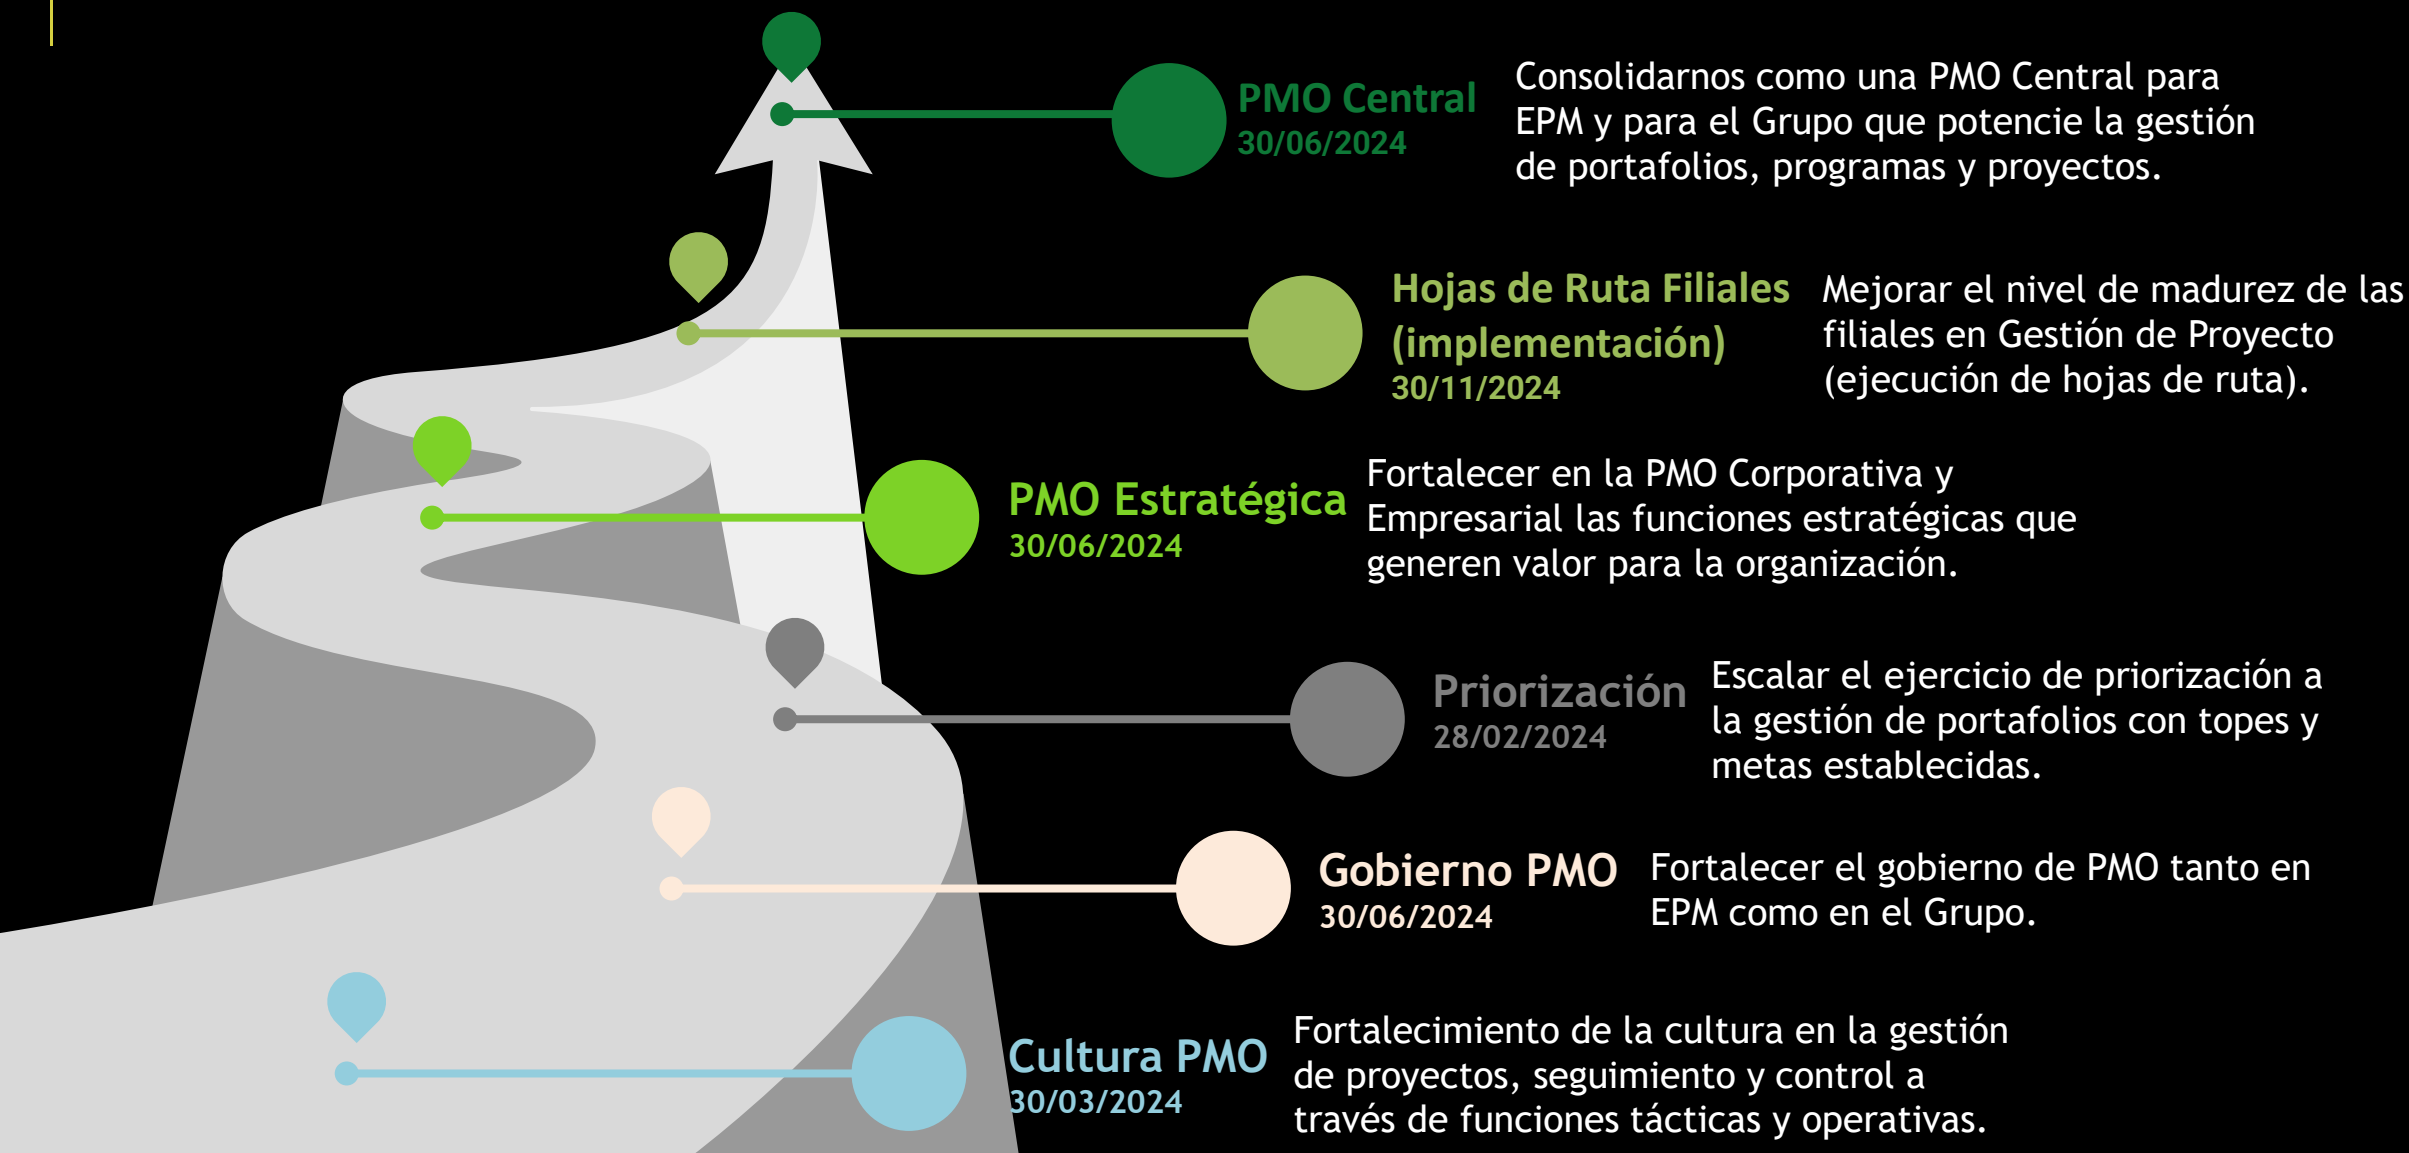 PMO Central
30/06/2024
Consolidarnos como una PMO Central para
EPM y para el Grupo que potencie la gestión
de portafolios, programas y proyectos.
Hojas de Ruta Filiales
(implementación)
30/11/2024
Mejorar el nivel de madurez de las
filiales en Gestión de Proyecto
(ejecución de hojas de ruta).
PMO Estratégica
30/06/2024
Fortalecer en la PMO Corporativa y
Empresarial las funciones estratégicas que
generen valor para la organización.
Priorización
28/02/2024
Escalar el ejercicio de priorización a
la gestión de portafolios con topes y
metas establecidas.
Gobierno PMO
30/06/2024
Fortalecer el gobierno de PMO tanto en
EPM como en el Grupo.
Cultura PMO
30/03/2024
Fortalecimiento de la cultura en la gestión
de proyectos, seguimiento y control a
través de funciones tácticas y operativas.